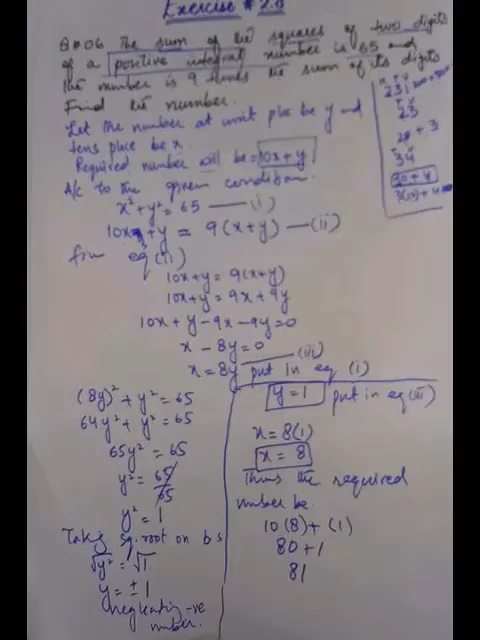 Exercise # 2.8
Q#06 The sum of the squares of two digits
of a positive integral number is 65 and
the number is 9 times the sum of its digits
Find the number.
Let the number at unit place be y and
tens place be x.
Required number will be = 10x+y
A/c to the given condition.
x² + y² = 65 —— (i)
10x + y = 9(x+y) — (ii)
from eq (ii)
10x+y = 9(x+y)
10x+y = 9x+9y
10x+y-9x-9y=0
x - 8y = 0
x = 8y —— (iii) put in eq (i)
(8y)² + y² = 65
64y² + y² = 65
65y² = 65
y² = 65/65
y² = 1
Taking sq. root on b s
√y² = √1
y = ± 1
neglecting -ve
number.
y = 1 put in eq (iii)
x = 8(1)
x = 8
Thus the required
number be.
10(8) + (1)
80 + 1
81
23
3
34
30 + 4